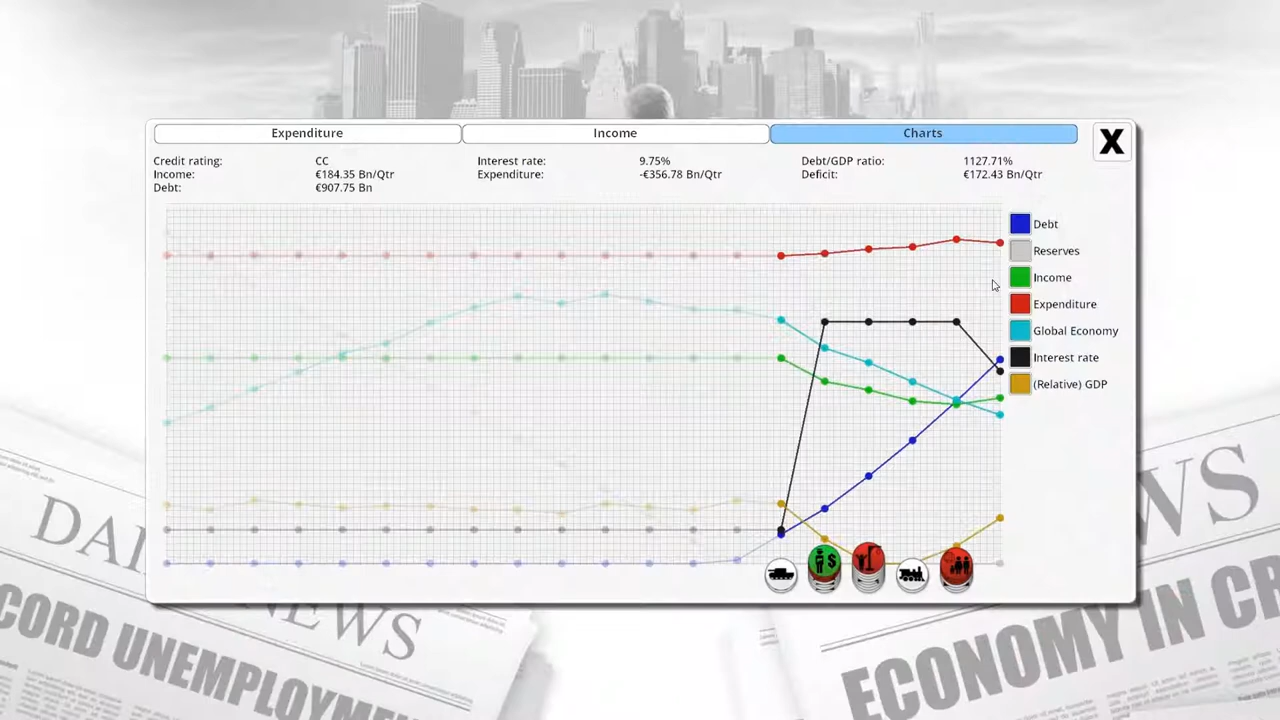 Expenditure Income Charts X
Credit rating: CC Interest rate: 9.75% Debt/GDP ratio: 1127.71%
Income: €184.35 Bn/Qtr Expenditure: -€356.78 Bn/Qtr Deficit: €172.43 Bn/Qtr
Debt: €907.75 Bn
Debt
Reserves
Income
Expenditure
Global Economy
Interest rate
(Relative) GDP
$
DAI
NEWS
CORD UNEMPLOYM
WS
ECONOMY IN CR